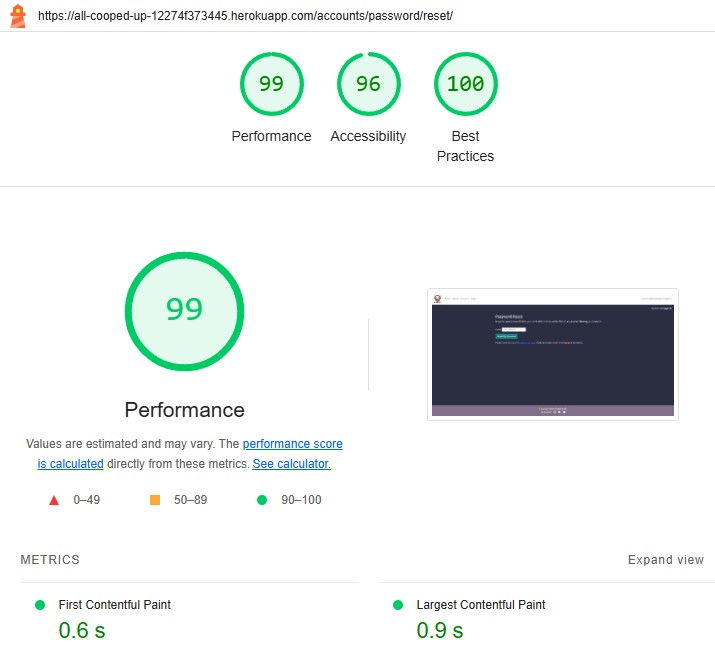 https://all-cooped-up-12274f373445.herokuapp.com/accounts/password/reset/
99 96 100
Performance Accessibility Best
Practices
99
Performance
Values are estimated and may vary. The performance score
is calculated directly from these metrics. See calculator.
0–49 50–89 90–100
METRICS Expand view
First Contentful Paint
0.6 s
Largest Contentful Paint
0.9 s
Password Reset